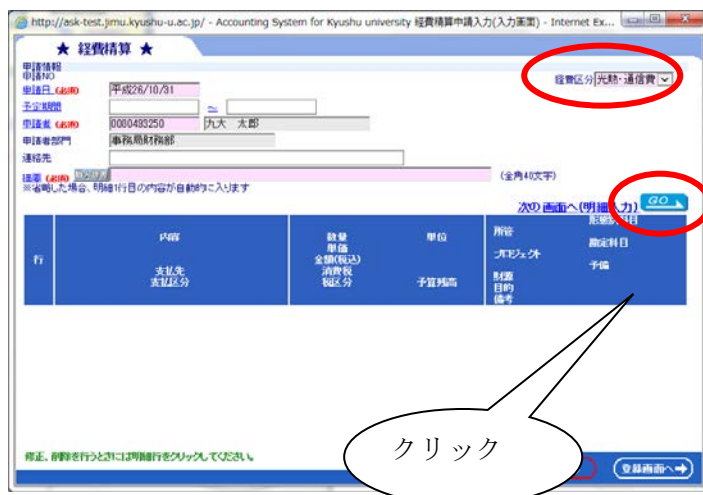 http://ask-test.jimu.kyushu-u.ac.jp/ - Accounting System for Kyushu university 経費精算申請入力(入力画面) - Internet Ex...
★ 経費精算 ★
申請情報
申請NO
経費区分 光熱・通信費
申請日 (必須) 平成26/10/31
予定期間 ～
申請者 (必須) 0000493250 九大 太郎
申請者部門 事務局財務部
連絡先
摘要 (必須) (全角40文字)
※省略した場合、明細1行目の内容が自動的に入ります
次の画面へ(明細入力) GO
行 内容 数量 単位 所管
単価 勘定科目
金額(税込) プロジェクト
支払先 消費税 予備
支払区分 税区分 予算残高 財源
目的
備考
クリック
修正、削除を行うときには明細行をクリックしてください。
登録画面へ→